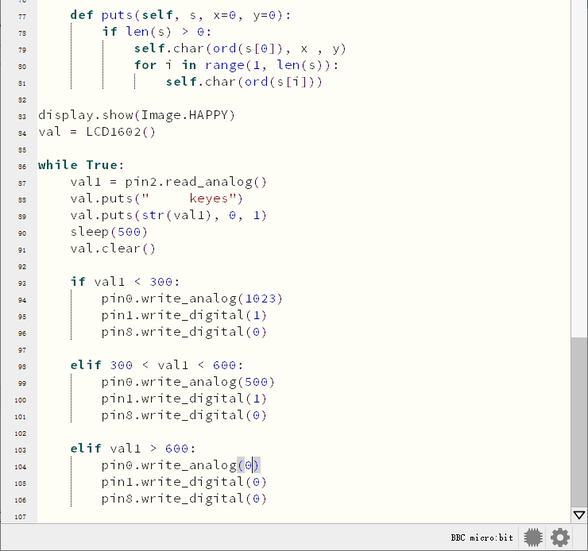 77 def puts(self, s, x=0, y=0):
78 if len(s) > 0:
79 self.char(ord(s[0]), x , y)
80 for i in range(1, len(s)):
81 self.char(ord(s[i]))
82
83 display.show(Image.HAPPY)
84 val = LCD1602()
85
86 while True:
87 val1 = pin2.read_analog()
88 val.puts("     keyes")
89 val.puts(str(val1), 0, 1)
90 sleep(500)
91 val.clear()
92
93 if val1 < 300:
94 pin0.write_analog(1023)
95 pin1.write_digital(1)
96 pin8.write_digital(0)
97
98 elif 300 < val1 < 600:
99 pin0.write_analog(500)
100 pin1.write_digital(1)
101 pin8.write_digital(0)
102
103 elif val1 > 600:
104 pin0.write_analog(0)
105 pin1.write_digital(0)
106 pin8.write_digital(0)
107
BBC micro:bit